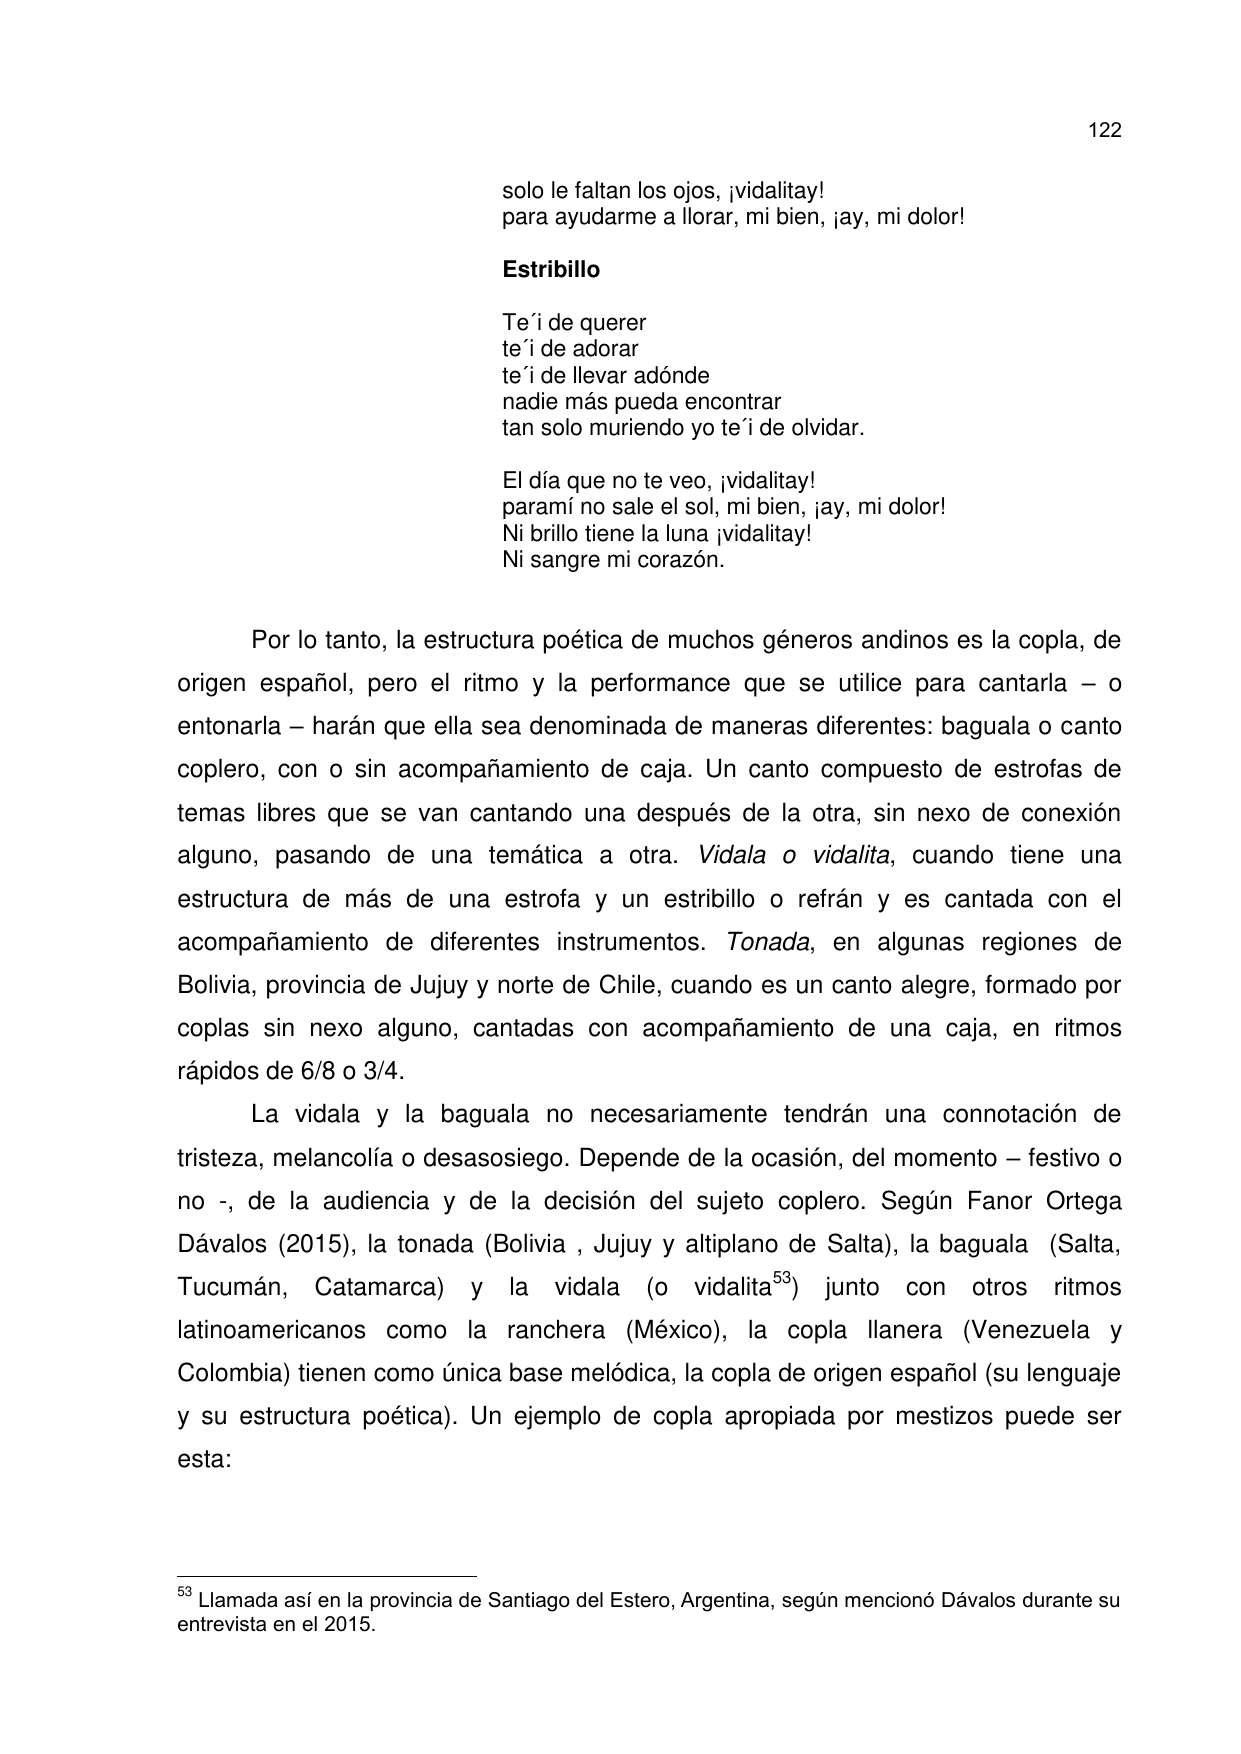 122
solo le faltan los ojos, ¡vidalitay!
para ayudarme a llorar, mi bien, ¡ay, mi dolor!
Estribillo
Te´i de querer
te´i de adorar
te´i de llevar adónde
nadie más pueda encontrar
tan solo muriendo yo te´i de olvidar.
El día que no te veo, ¡vidalitay!
paramí no sale el sol, mi bien, ¡ay, mi dolor!
Ni brillo tiene la luna ¡vidalitay!
Ni sangre mi corazón.
Por lo tanto, la estructura poética de muchos géneros andinos es la copla, de
origen español, pero el ritmo y la performance que se utilice para cantarla – o
entonarla – harán que ella sea denominada de maneras diferentes: baguala o canto
coplero, con o sin acompañamiento de caja. Un canto compuesto de estrofas de
temas libres que se van cantando una después de la otra, sin nexo de conexión
alguno, pasando de una temática a otra. Vidala o vidalita, cuando tiene una
estructura de más de una estrofa y un estribillo o refrán y es cantada con el
acompañamiento de diferentes instrumentos. Tonada, en algunas regiones de
Bolivia, provincia de Jujuy y norte de Chile, cuando es un canto alegre, formado por
coplas sin nexo alguno, cantadas con acompañamiento de una caja, en ritmos
rápidos de 6/8 o 3/4.
La vidala y la baguala no necesariamente tendrán una connotación de
tristeza, melancolía o desasosiego. Depende de la ocasión, del momento – festivo o
no -, de la audiencia y de la decisión del sujeto coplero. Según Fanor Ortega
Dávalos (2015), la tonada (Bolivia , Jujuy y altiplano de Salta), la baguala (Salta,
Tucumán, Catamarca) y la vidala (o vidalita53) junto con otros ritmos
latinoamericanos como la ranchera (México), la copla llanera (Venezuela y
Colombia) tienen como única base melódica, la copla de origen español (su lenguaje
y su estructura poética). Un ejemplo de copla apropiada por mestizos puede ser
esta:
53 Llamada así en la provincia de Santiago del Estero, Argentina, según mencionó Dávalos durante su
entrevista en el 2015.